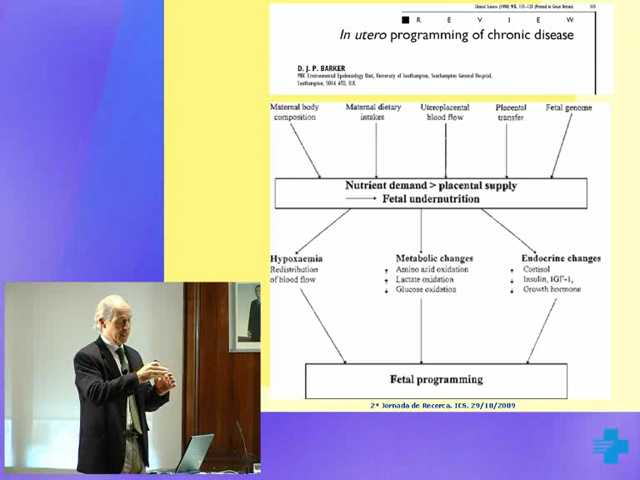 Clinical Science (1998) 95, 115–128 (Printed in Great Britain)
115
REVIEW
In utero programming of chronic disease
D. J. P. BARKER
MRC Environmental Epidemiology Unit, University of Southampton, Southampton General Hospital,
Southampton, SO16 6YD, U.K.
Maternal body
composition
Maternal dietary
intakes
Uteroplacental
blood flow
Placental
transfer
Fetal genome
Nutrient demand > placental supply
→ Fetal undernutrition
Hypoxaemia
Redistribution
of blood flow
Metabolic changes
↑ Amino acid oxidation
↑ Lactate oxidation
↓ Glucose oxidation
Endocrine changes
↑ Cortisol
↓ Insulin, IGF-1,
↓ Growth hormone
Fetal programming
2ª Jornada de Recerca. ICS. 29/10/2009